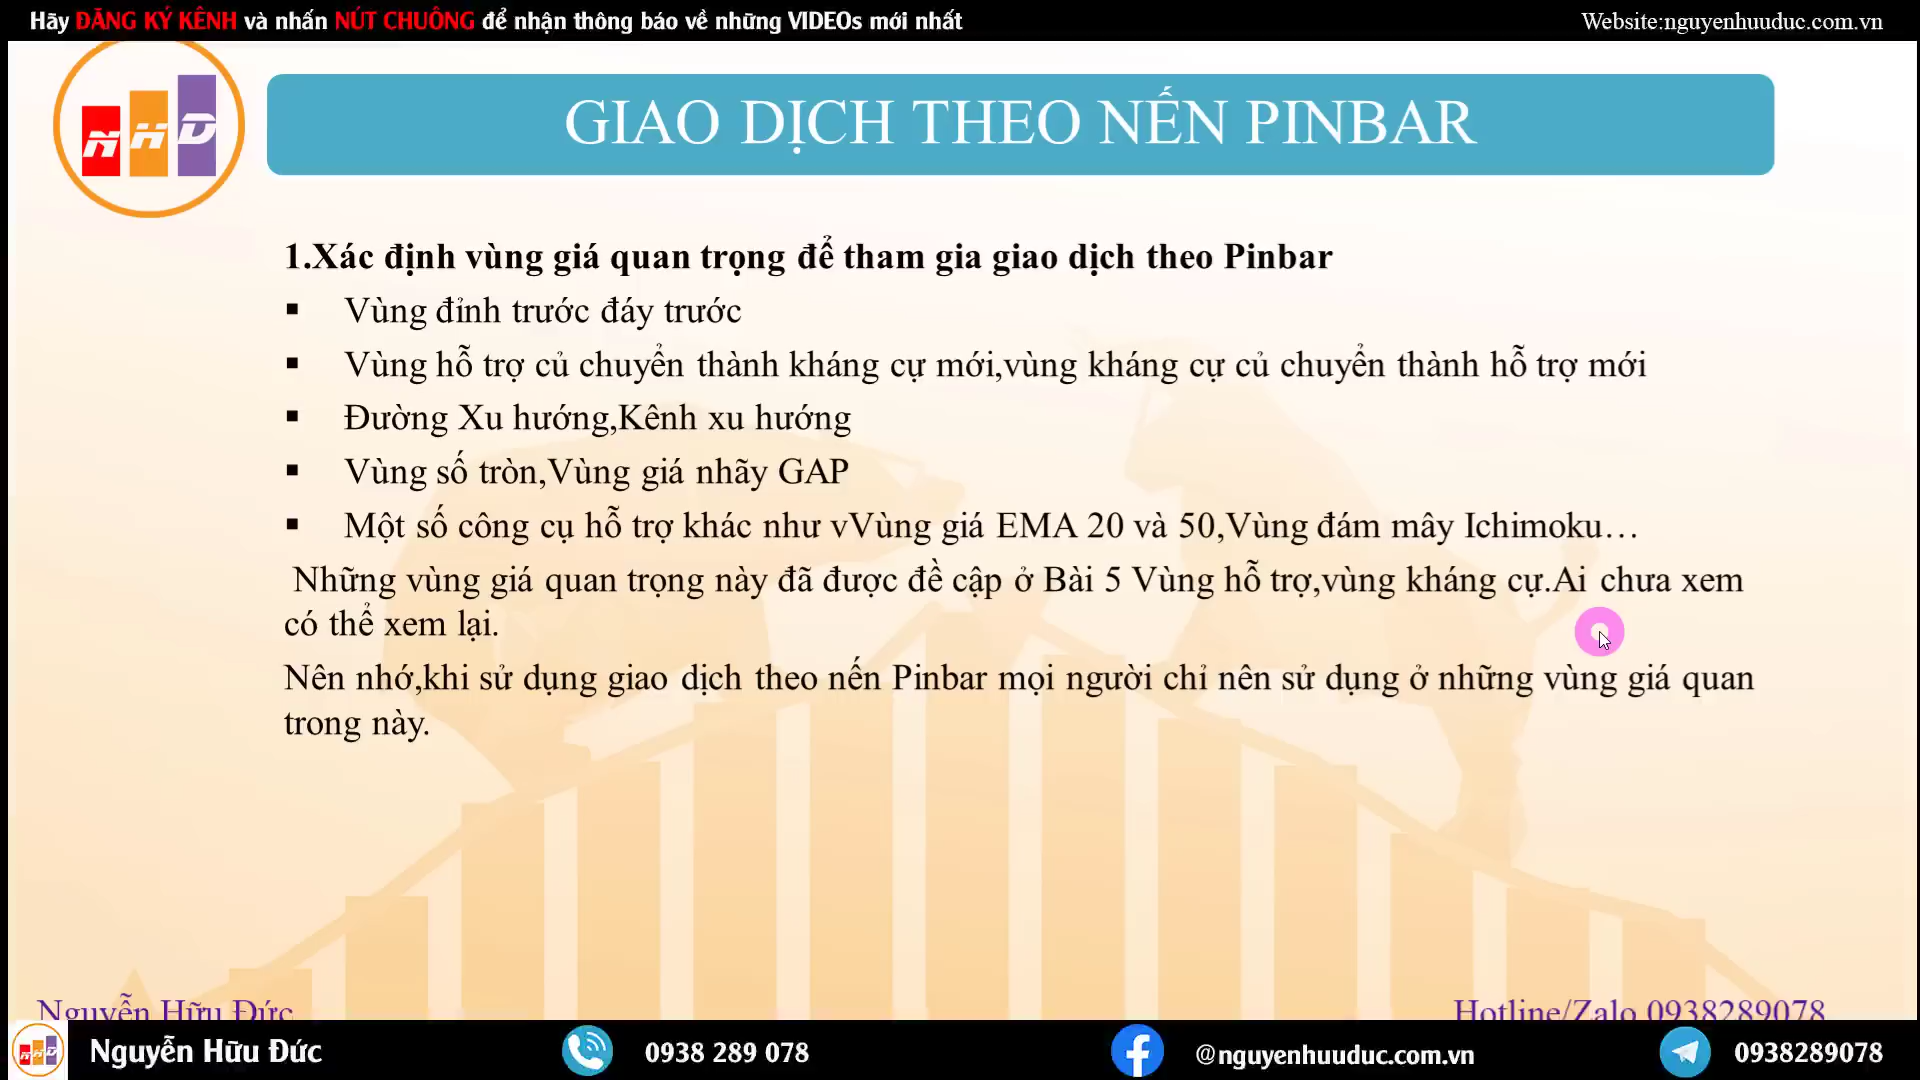 Hãy ĐĂNG KÝ KÊNH và nhấn NÚT CHUÔNG để nhận thông báo về những VIDEOs mới nhất
Website:nguyenhuuduc.com.vn
NHD
GIAO DỊCH THEO NẾN PINBAR
1.Xác định vùng giá quan trọng để tham gia giao dịch theo Pinbar
▪ Vùng đỉnh trước đáy trước
▪ Vùng hỗ trợ củ chuyển thành kháng cự mới,vùng kháng cự củ chuyển thành hỗ trợ mới
▪ Đường Xu hướng,Kênh xu hướng
▪ Vùng số tròn,Vùng giá nhãy GAP
▪ Một số công cụ hỗ trợ khác như vVùng giá EMA 20 và 50,Vùng đám mây Ichimoku…
Những vùng giá quan trọng này đã được đề cập ở Bài 5 Vùng hỗ trợ,vùng kháng cự.Ai chưa xem
có thể xem lại.
Nên nhớ,khi sử dụng giao dịch theo nến Pinbar mọi người chỉ nên sử dụng ở những vùng giá quan
trong này.
Nguyễn Hữu Đức
Hotline/Zalo 0938289078
NHD
Nguyễn Hữu Đức
0938 289 078
@nguyenhuuduc.com.vn
0938289078